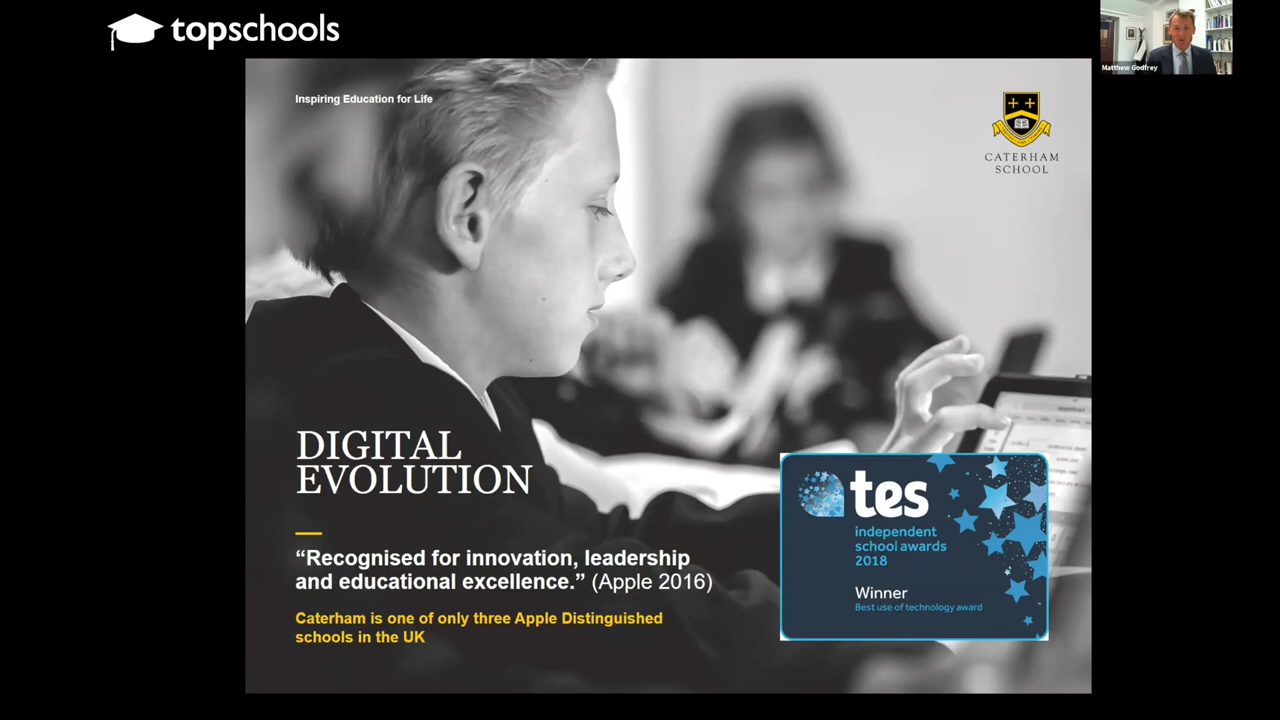 topschools
Matthew Godfrey
Inspiring Education for Life
CATERHAM
SCHOOL
DIGITAL
EVOLUTION
“Recognised for innovation, leadership
and educational excellence.” (Apple 2016)
Caterham is one of only three Apple Distinguished
schools in the UK
tes
independent
school awards
2018
Winner
Best use of technology award